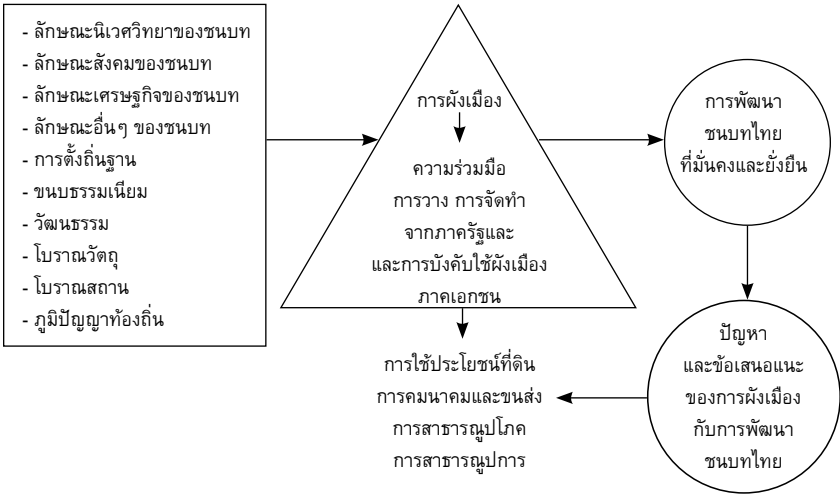 - ลักษณะนิเวศวิทยาของชนบท
- ลักษณะสังคมของชนบท
- ลักษณะเศรษฐกิจของชนบท
- ลักษณะอื่นๆ ของชนบท
- การตั้งถิ่นฐาน
- ขนบธรรมเนียม
- วัฒนธรรม
- โบราณวัตถุ
- โบราณสถาน
- ภูมิปัญญาท้องถิ่น
การผังเมือง
ความร่วมมือ
การวาง การจัดทำ
จากภาครัฐและ
และการบังคับใช้ผังเมือง
ภาคเอกชน
การพัฒนา
ชนบทไทย
ที่มั่นคงและยั่งยืน
ปัญหา
และข้อเสนอแนะ
ของการผังเมือง
กับการพัฒนา
ชนบทไทย
การใช้ประโยชน์ที่ดิน
การคมนาคมและขนส่ง
การสาธารณูปโภค
การสาธารณูปการ